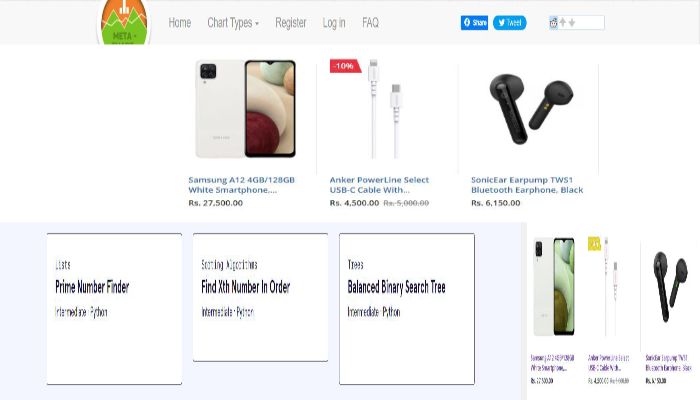 META -
Home
Chart Types
Register
Log in
FAQ
Share
Tweet
-10%
Samsung A12 4GB/128GB
White Smartphone,...
Rs. 27,500.00
Anker PowerLine Select
USB-C Cable With...
Rs. 4,500.00 Rs. 5,000.00
SonicEar Earpump TWS1
Bluetooth Earphone, Black
Rs. 6,150.00
Lists
Prime Number Finder
Intermediate · Python
Sorting Algorithms
Find Xth Number In Order
Intermediate · Python
Trees
Balanced Binary Search Tree
Intermediate · Python
Samsung A12 4GB/128GB
White Smartphone,...
Rs. 27,500.00
Anker PowerLine Select
USB-C Cable With...
Rs. 4,500.00 Rs. 5,000.00
SonicEar Earpump TWS1
Bluetooth Earphone, Black
Rs. 6,150.00